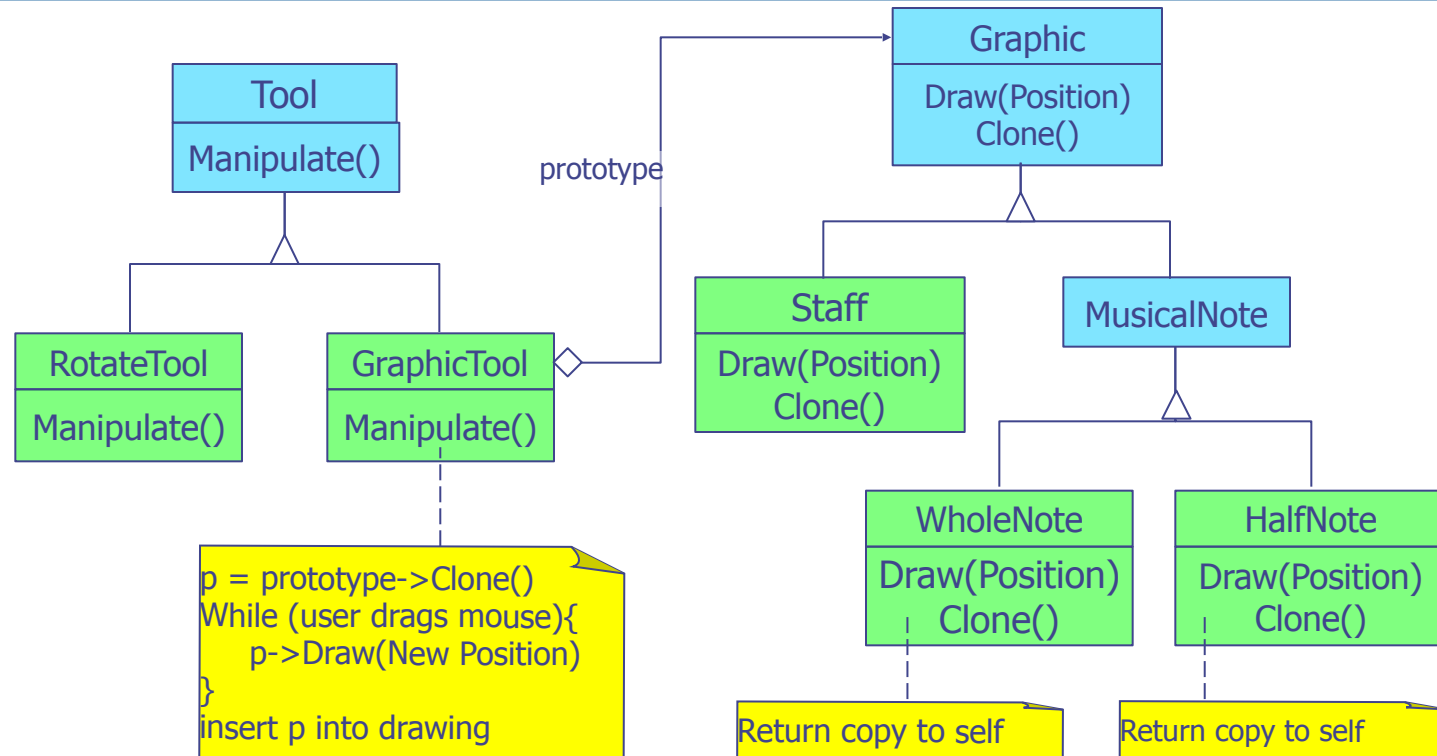 Tool
Manipulate()
RotateTool
Manipulate()
GraphicTool
Manipulate()
p = prototype->Clone()
While (user drags mouse){
p->Draw(New Position)
}
insert p into drawing
prototype
Graphic
Draw(Position)
Clone()
Staff
Draw(Position)
Clone()
MusicalNote
WholeNote
Draw(Position)
Clone()
Return copy to self
HalfNote
Draw(Position)
Clone()
Return copy to self